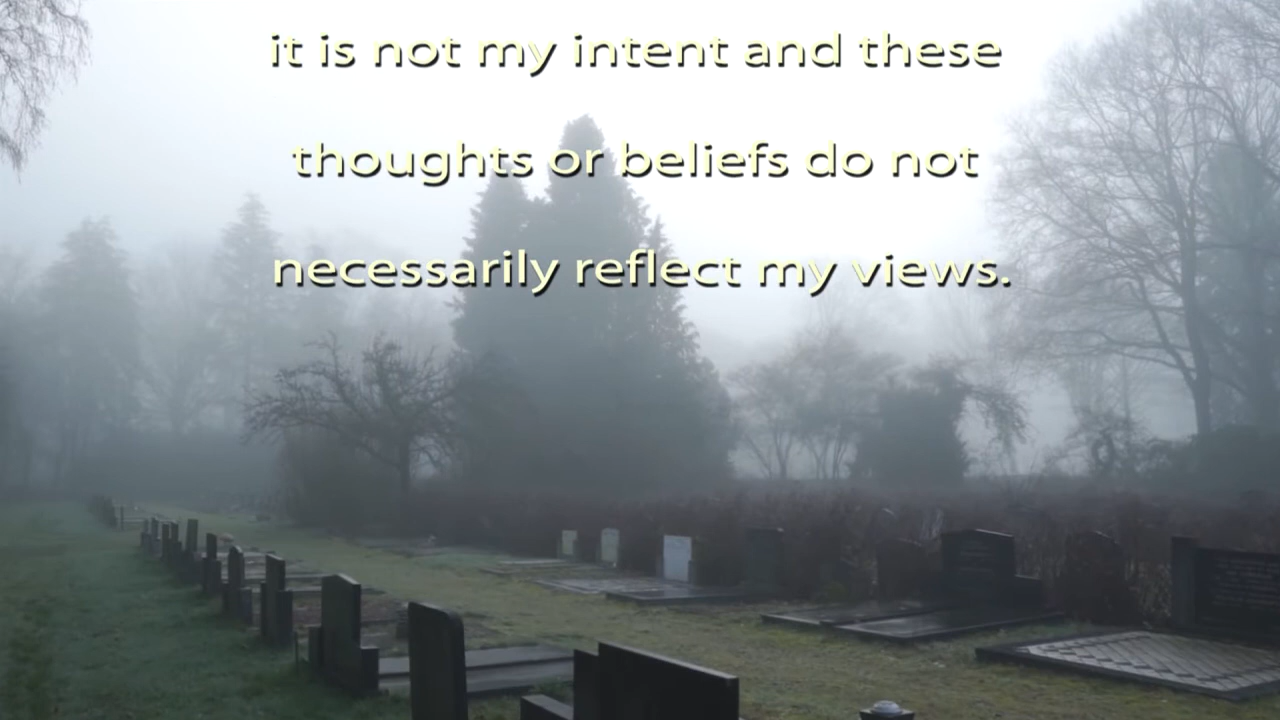 it is not my intent and these
thoughts or beliefs do not
necessarily reflect my views.